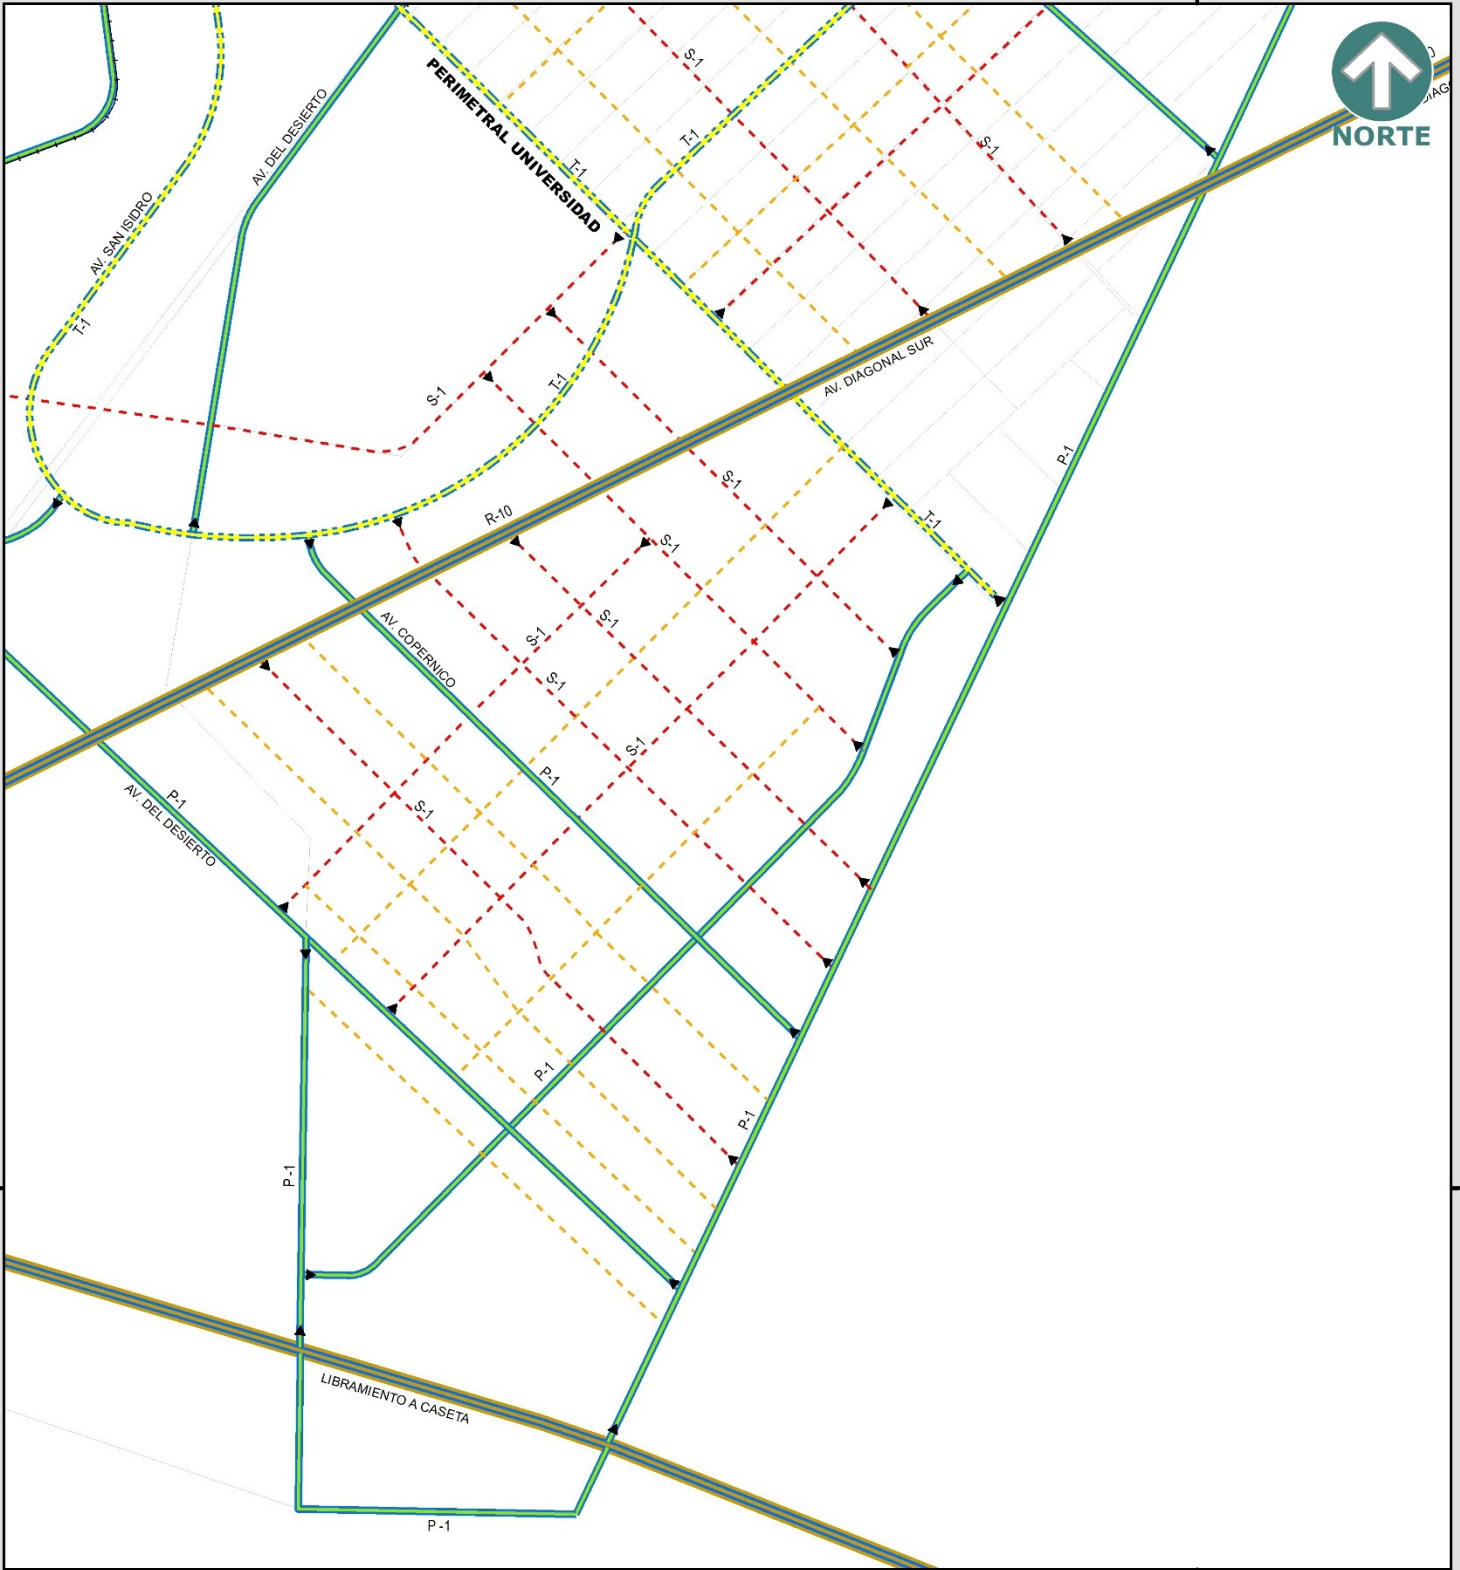 S-1
NORTE
AV. DEL DESIERTO
PERIMETRAL UNIVERSIDAD
T-1
T-1
S-1
AV. SAN ISIDRO
T-1
AV. DIAGONAL SUR
T-1
S-1
P-1
S-1
R-10
T-1
S-1
S-1
AV. COPERNICO
S-1
S-1
S-1
P-1
P-1
AV. DEL DESIERTO
S-1
P-1
P-1
P-1
LIBRAMIENTO A CASETA
P-1